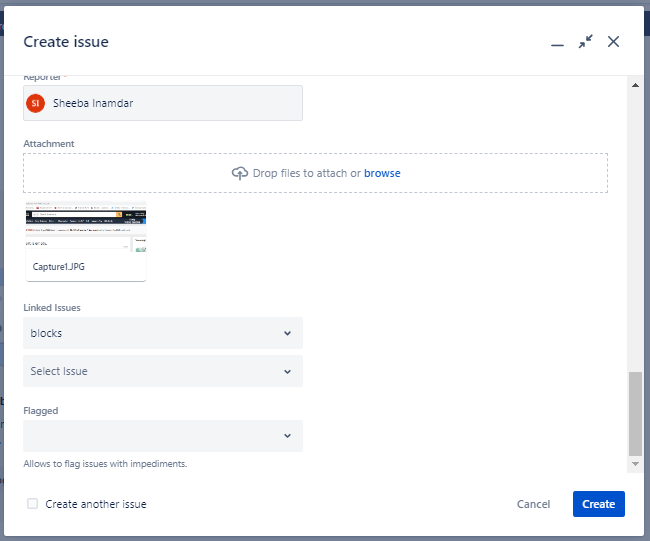 Create issue
Reporter *
SI Sheeba Inamdar
Attachment
Drop files to attach or browse
Capture1.JPG
Linked Issues
blocks
Select Issue
Flagged
Allows to flag issues with impediments.
Create another issue
Cancel
Create